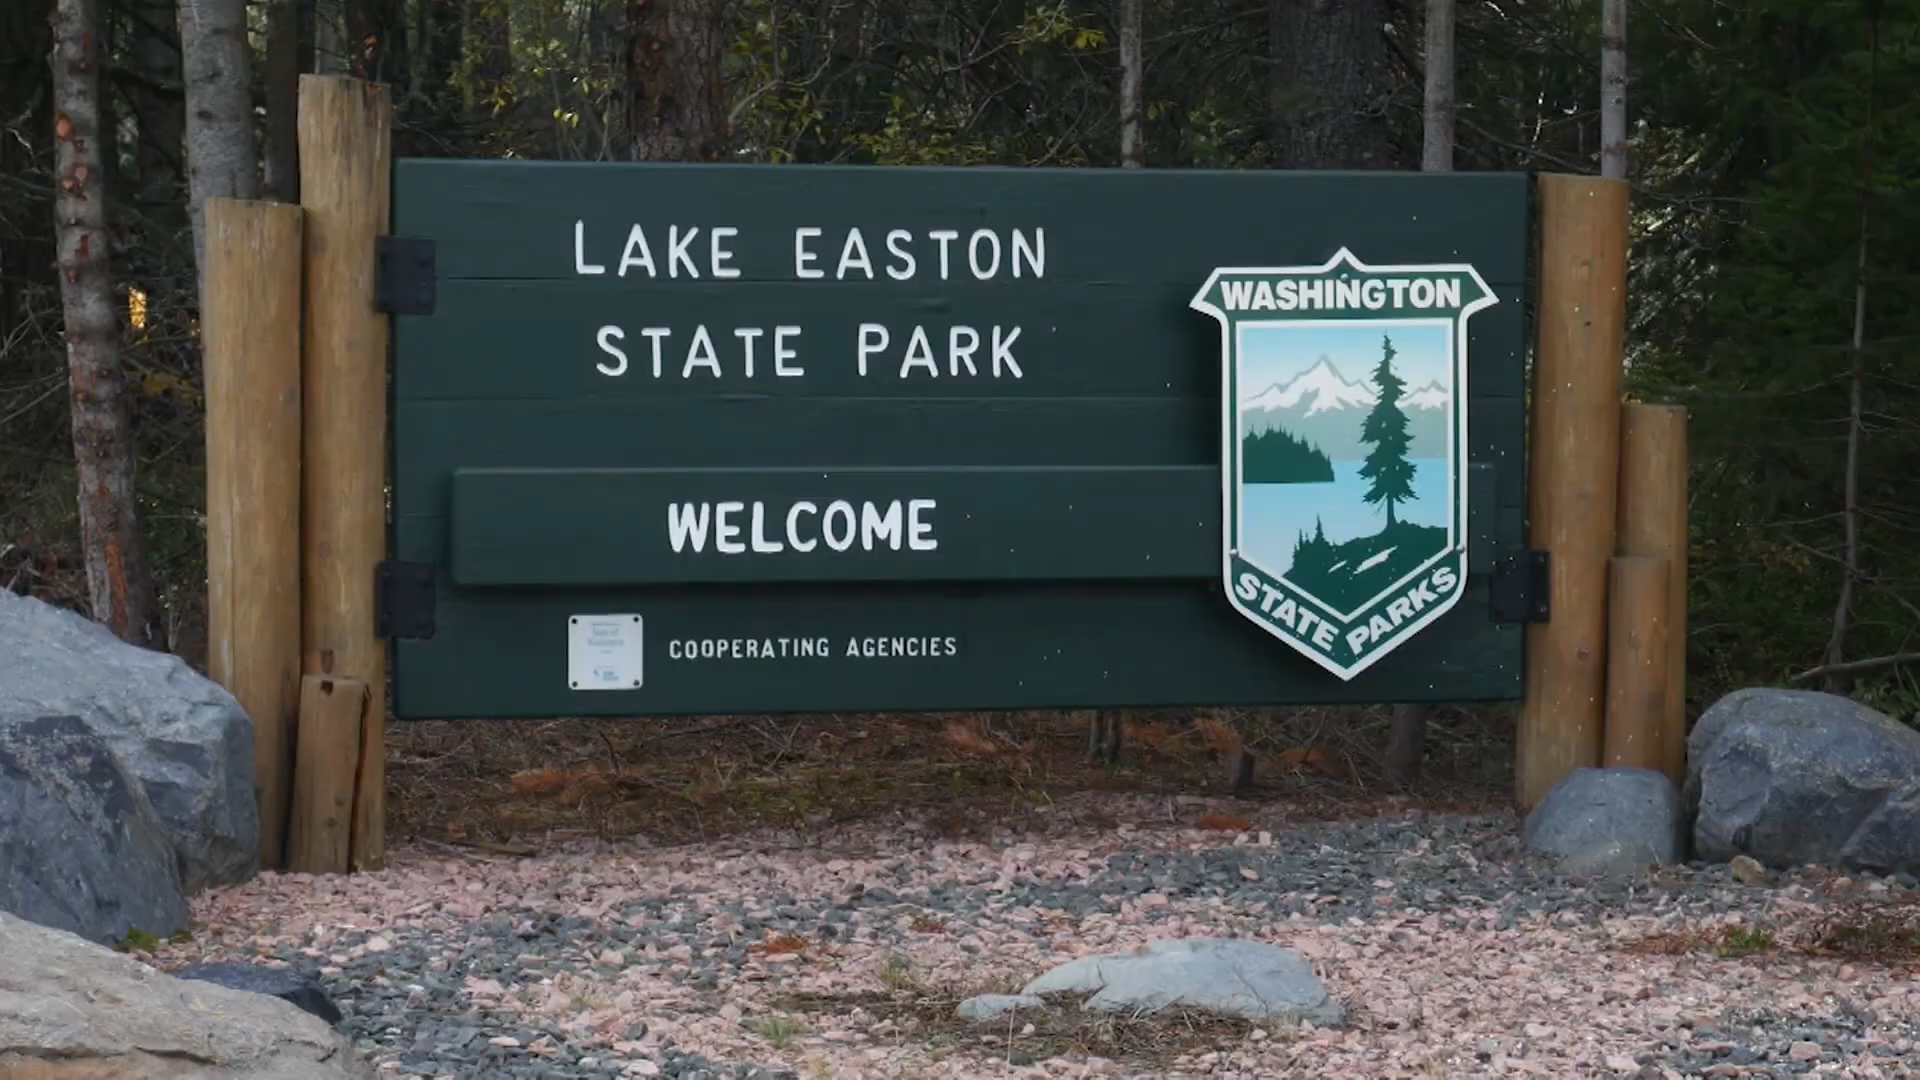 LAKE EASTON
STATE PARK
WELCOME
COOPERATING AGENCIES
WASHINGTON
STATE PARKS